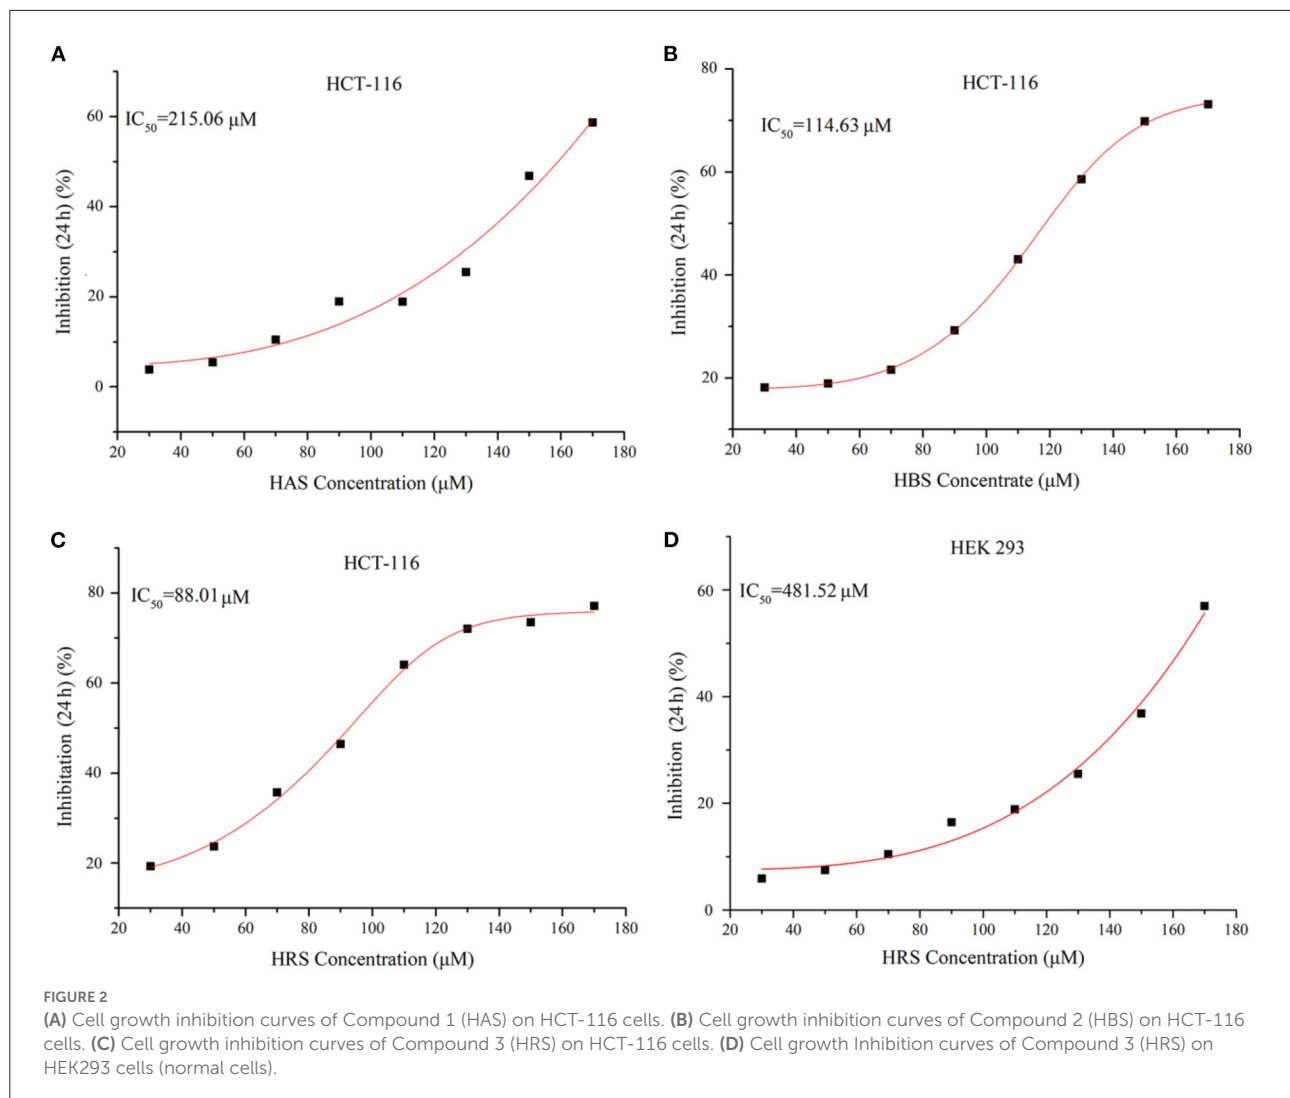 A
HCT-116
IC50=215.06 μM
60
40
20
0
Inhibition (24 h) (%)
20 40 60 80 100 120 140 160 180
HAS Concentration (μM)
B
HCT-116
IC50=114.63 μM
80
60
40
20
Inhibition (24 h) (%)
20 40 60 80 100 120 140 160 180
HBS Concentrate (μM)
C
HCT-116
IC50=88.01 μM
80
60
40
20
Inhibitation (24 h) (%)
20 40 60 80 100 120 140 160 180
HRS Concentration (μM)
D
HEK 293
IC50=481.52 μM
60
40
20
0
Inhibition (24 h) (%)
20 40 60 80 100 120 140 160 180
HRS Concentration (μM)
FIGURE 2
(A) Cell growth inhibition curves of Compound 1 (HAS) on HCT-116 cells. (B) Cell growth inhibition curves of Compound 2 (HBS) on HCT-116
cells. (C) Cell growth inhibition curves of Compound 3 (HRS) on HCT-116 cells. (D) Cell growth Inhibition curves of Compound 3 (HRS) on
HEK293 cells (normal cells).